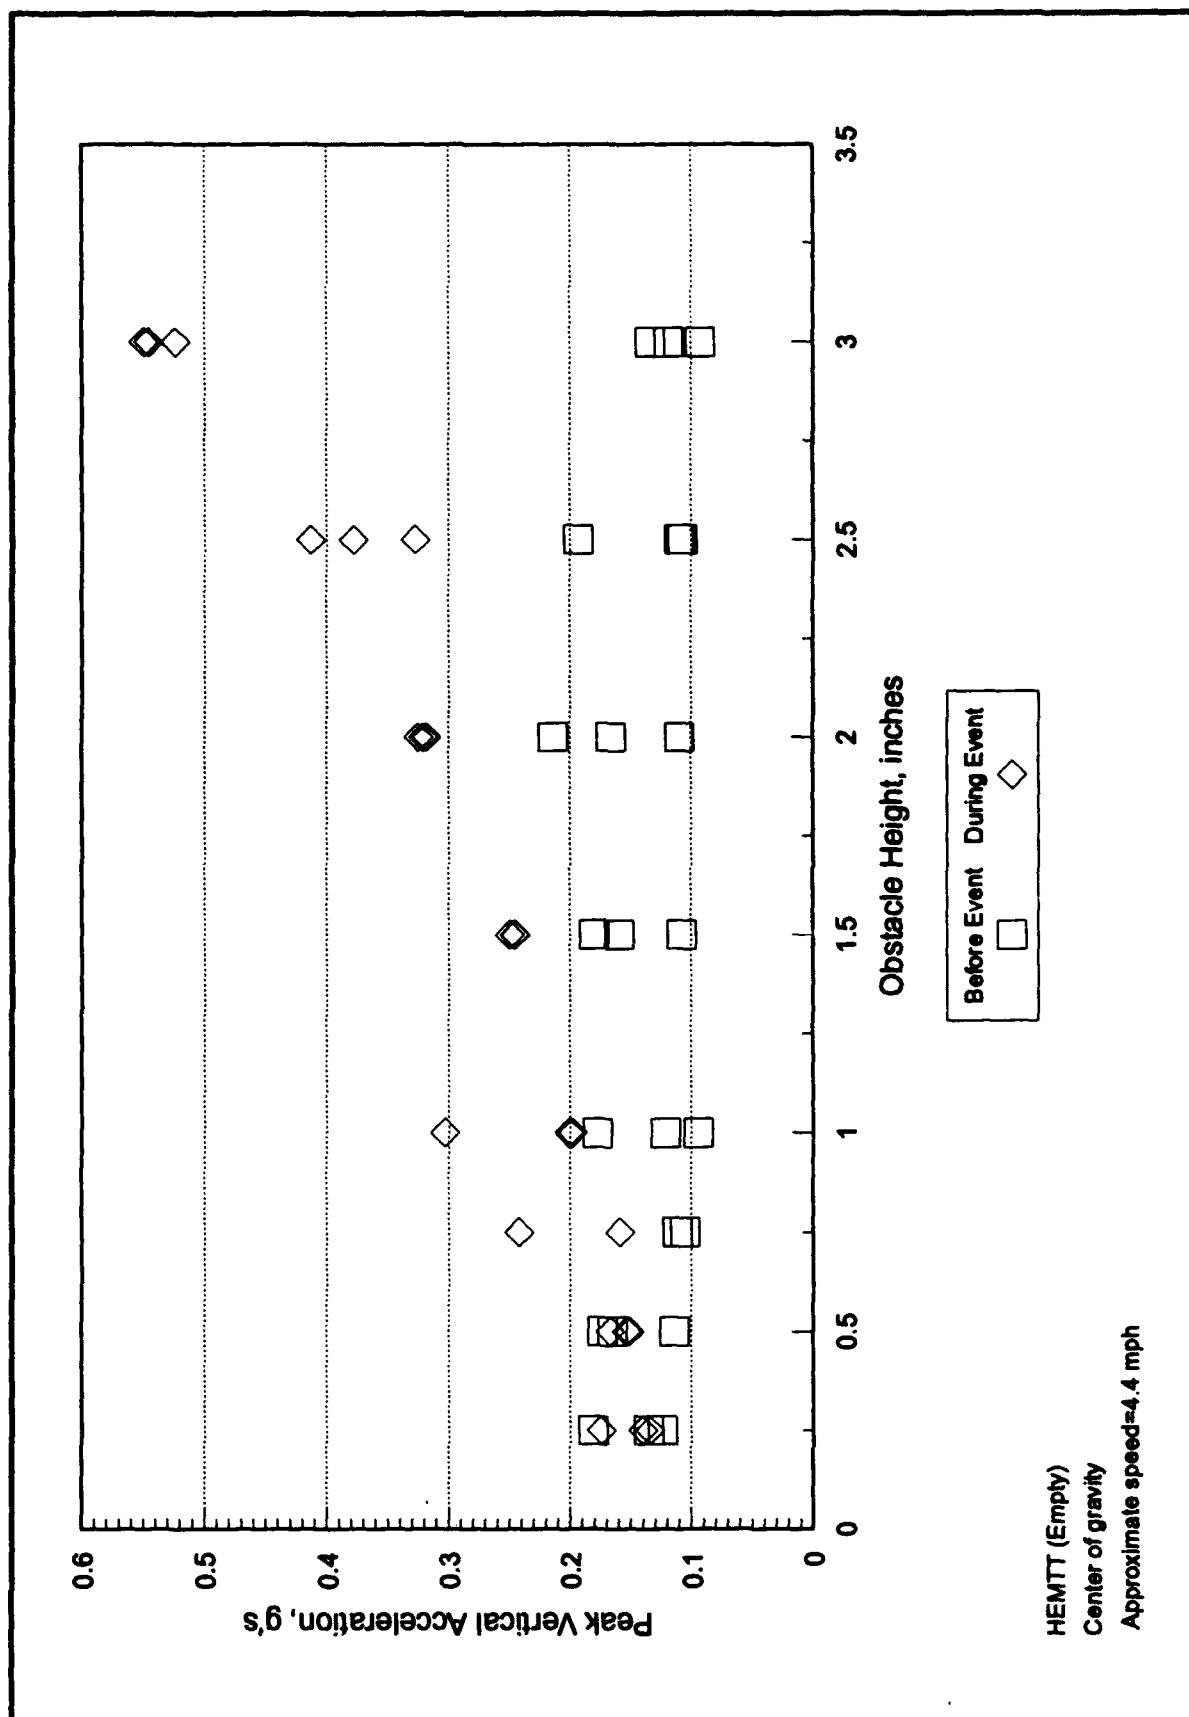 0.6
0.5
0.4
0.3
0.2
0.1
0
Peak Vertical Acceleration, g's
0
0.5
1
1.5
2
2.5
3
3.5
Obstacle Height, inches
Before Event During Event
HEMTT (Empty)
Center of gravity
Approximate speed=4.4 mph